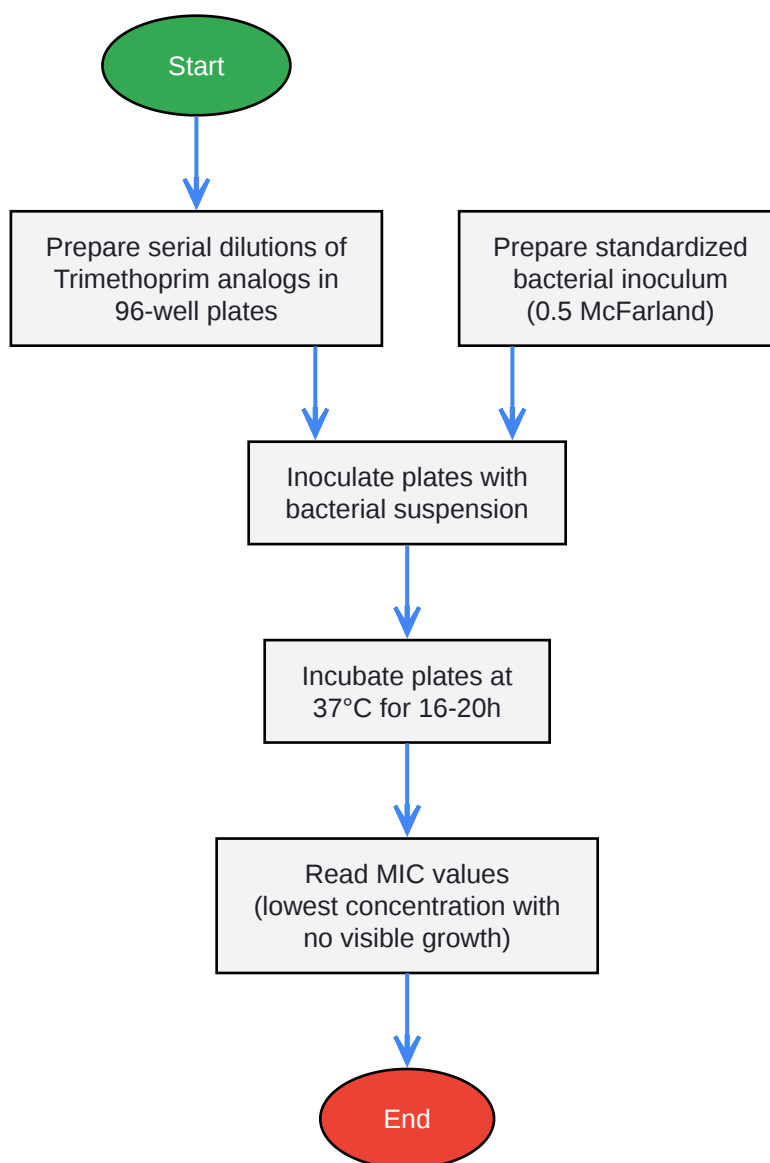 Start
Prepare serial dilutions of
Trimethoprim analogs in
96-well plates
Prepare standardized
bacterial inoculum
(0.5 McFarland)
Inoculate plates with
bacterial suspension
Incubate plates at
37°C for 16-20h
Read MIC values
(lowest concentration with
no visible growth)
End